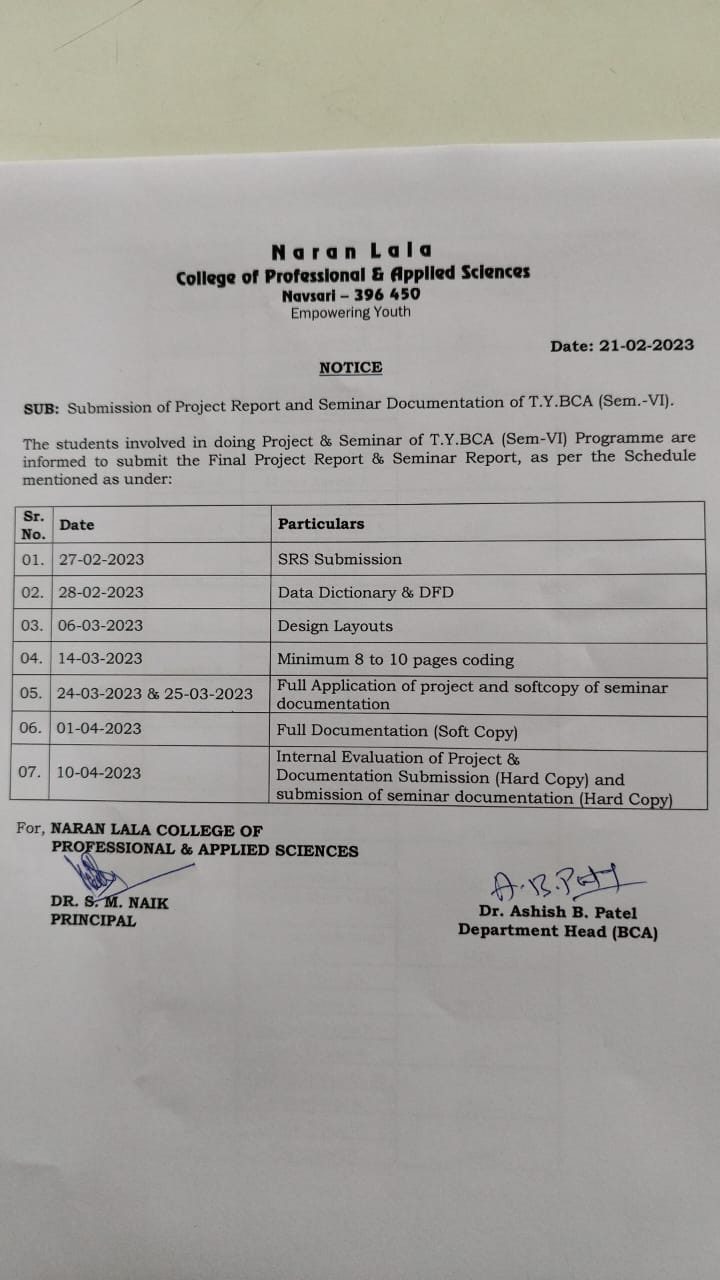 Naran Lala
College of Professional & Applied Sciences
Navsari – 396 450
Empowering Youth
Date: 21-02-2023
NOTICE
SUB: Submission of Project Report and Seminar Documentation of T.Y.BCA (Sem.-VI).
The students involved in doing Project & Seminar of T.Y.BCA (Sem-VI) Programme are
informed to submit the Final Project Report & Seminar Report, as per the Schedule
mentioned as under:
Sr. No. Date Particulars
01. 27-02-2023 SRS Submission
02. 28-02-2023 Data Dictionary & DFD
03. 06-03-2023 Design Layouts
04. 14-03-2023 Minimum 8 to 10 pages coding
05. 24-03-2023 & 25-03-2023 Full Application of project and softcopy of seminar
documentation
06. 01-04-2023 Full Documentation (Soft Copy)
07. 10-04-2023 Internal Evaluation of Project &
Documentation Submission (Hard Copy) and
submission of seminar documentation (Hard Copy)
For, NARAN LALA COLLEGE OF
PROFESSIONAL & APPLIED SCIENCES
DR. S. M. NAIK
PRINCIPAL
A.B.Patel
Dr. Ashish B. Patel
Department Head (BCA)